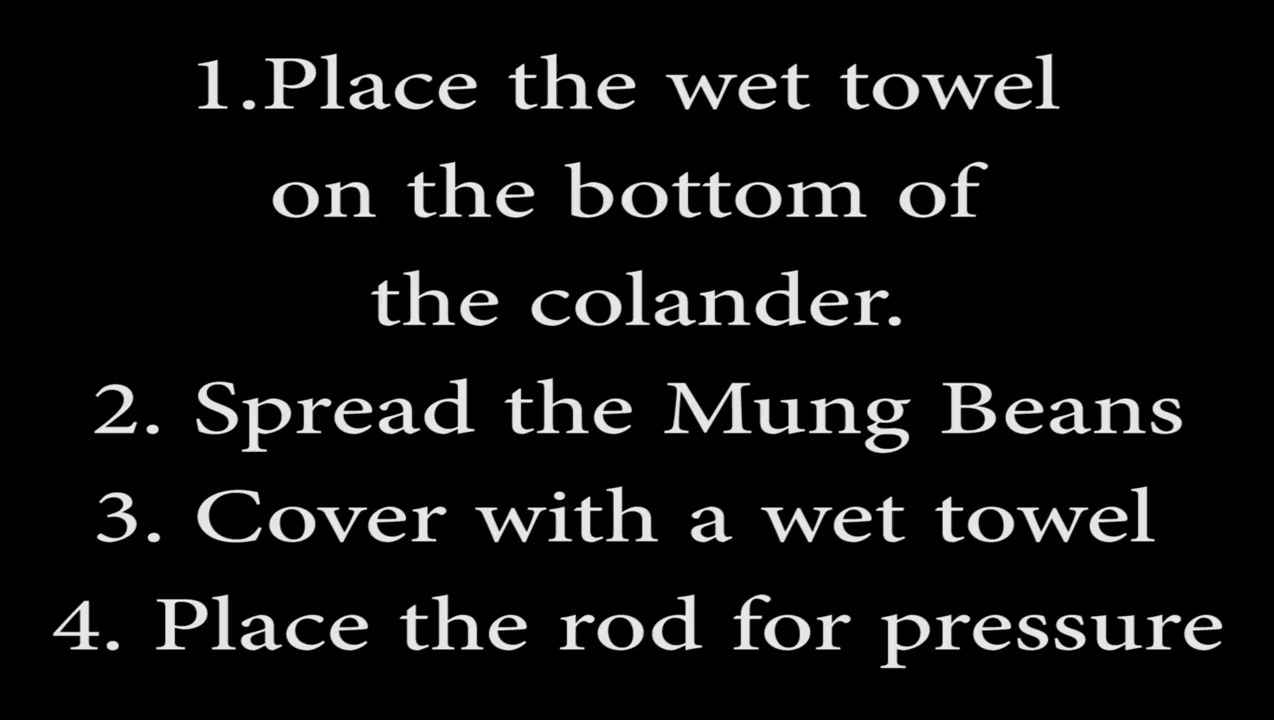 1.Place the wet towel
on the bottom of
the colander.
2. Spread the Mung Beans
3. Cover with a wet towel
4. Place the rod for pressure